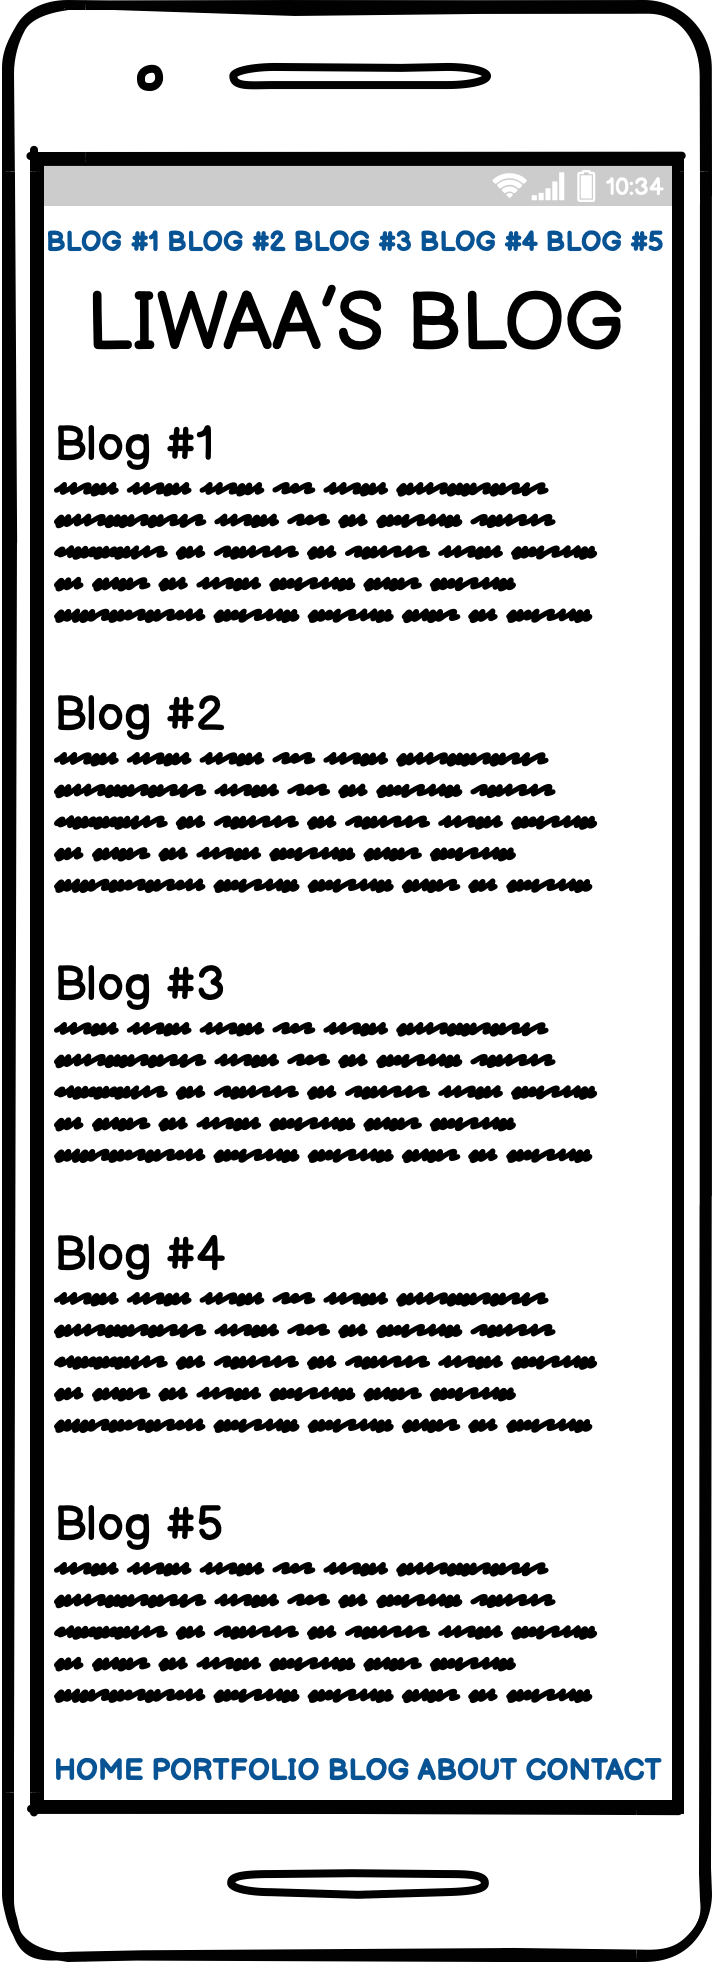 10:34
BLOG #1 BLOG #2 BLOG #3 BLOG #4 BLOG #5
LIWAA'S BLOG
Blog #1
Blog #2
Blog #3
Blog #4
Blog #5
HOME PORTFOLIO BLOG ABOUT CONTACT